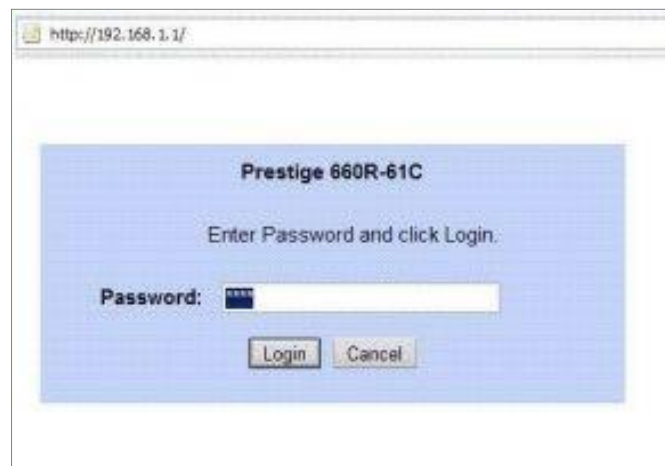 http://192.168.1.1/
Prestige 660R-61C
Enter Password and click Login.
Password: ****
Login Cancel